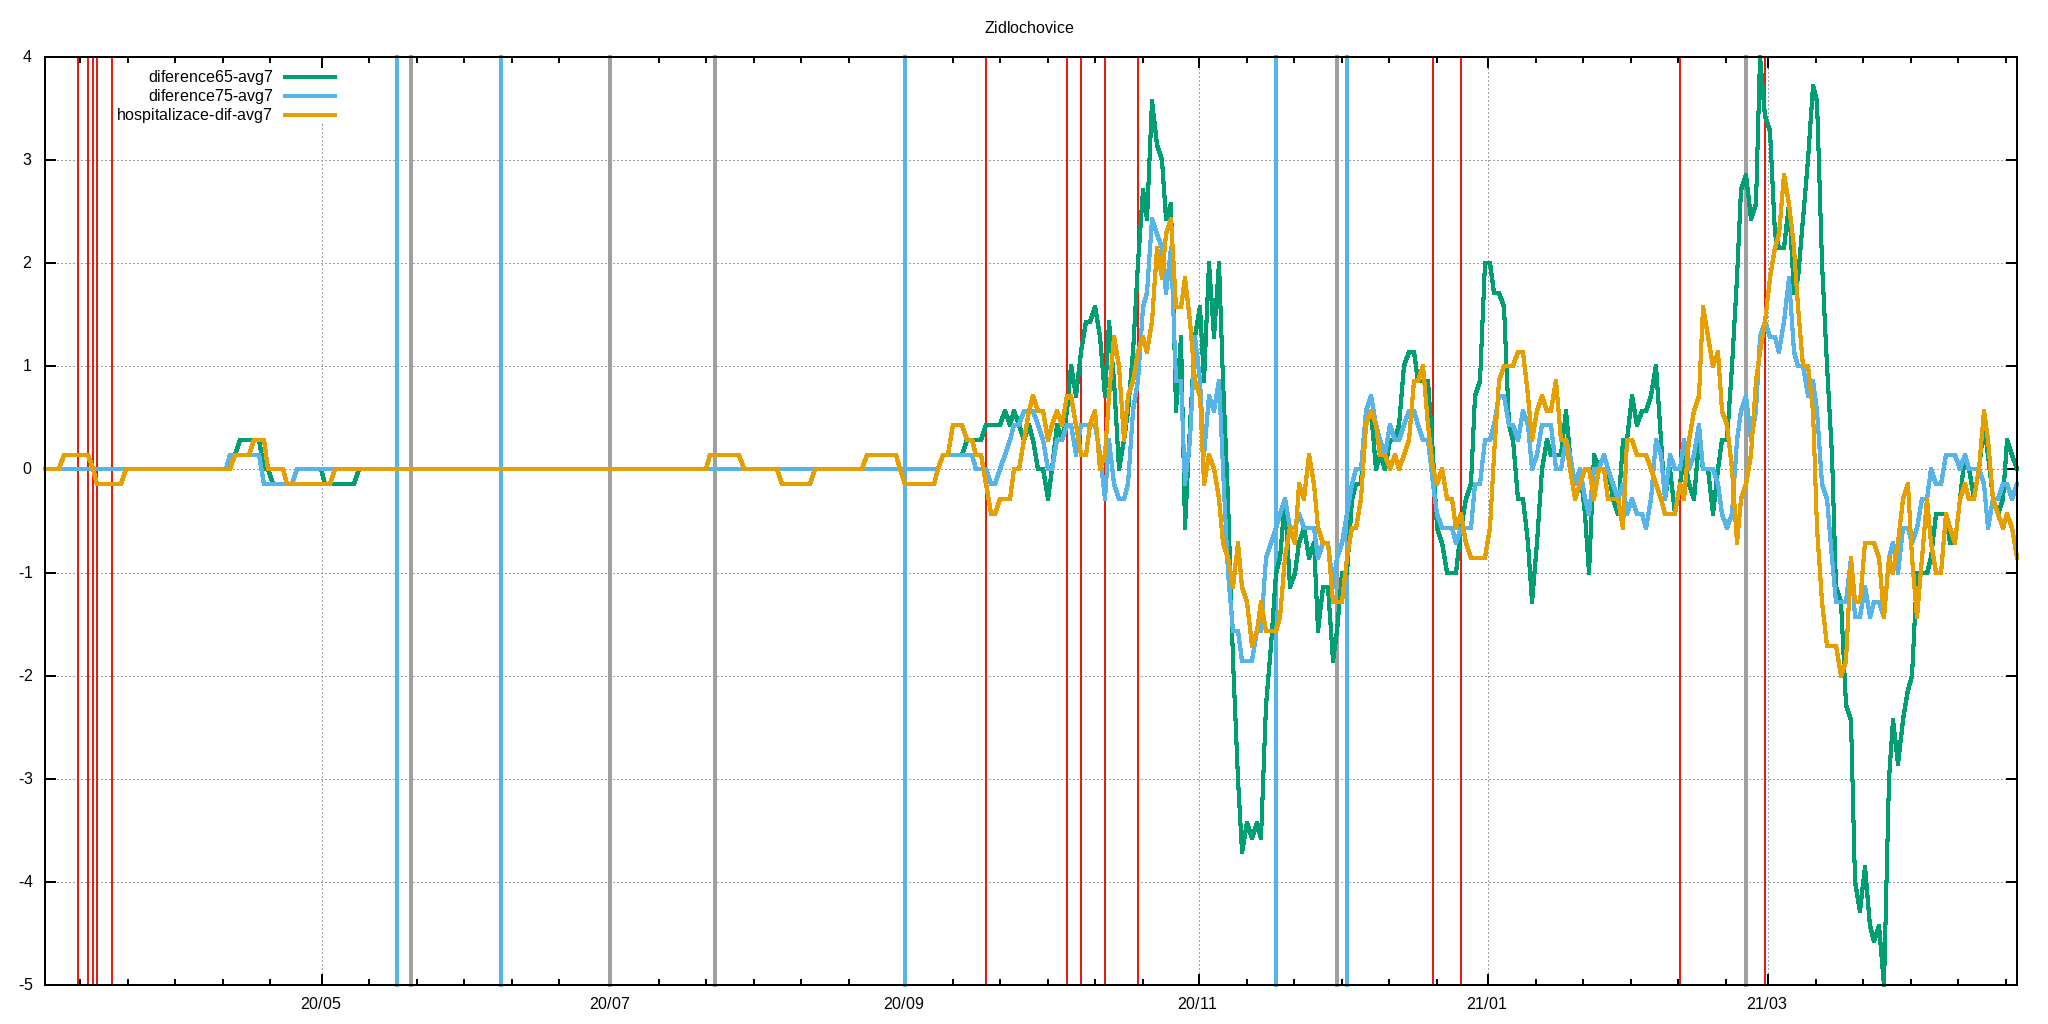 Zidlochovice
4
diference65-avg7
diference75-avg7
hospitalizace-dif-avg7
3
2
1
0
-1
-2
-3
-4
-5
20/05 20/07 20/09 20/11 21/01 21/03